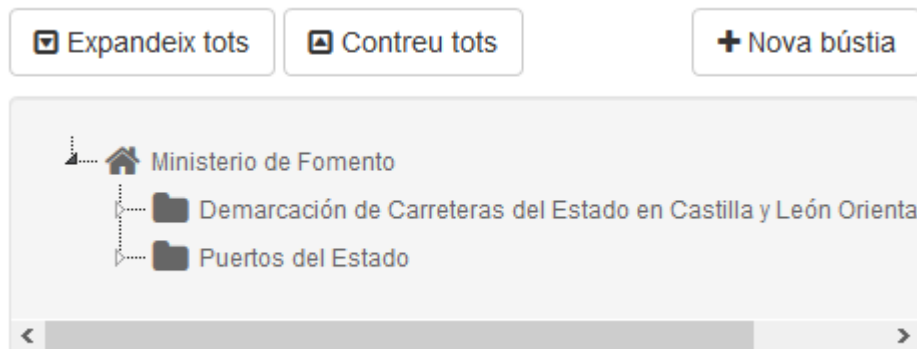 Expandeix tots
Contreu tots
Nova bústia
Ministerio de Fomento
Demarcación de Carreteras del Estado en Castilla y León Orienta
Puertos del Estado